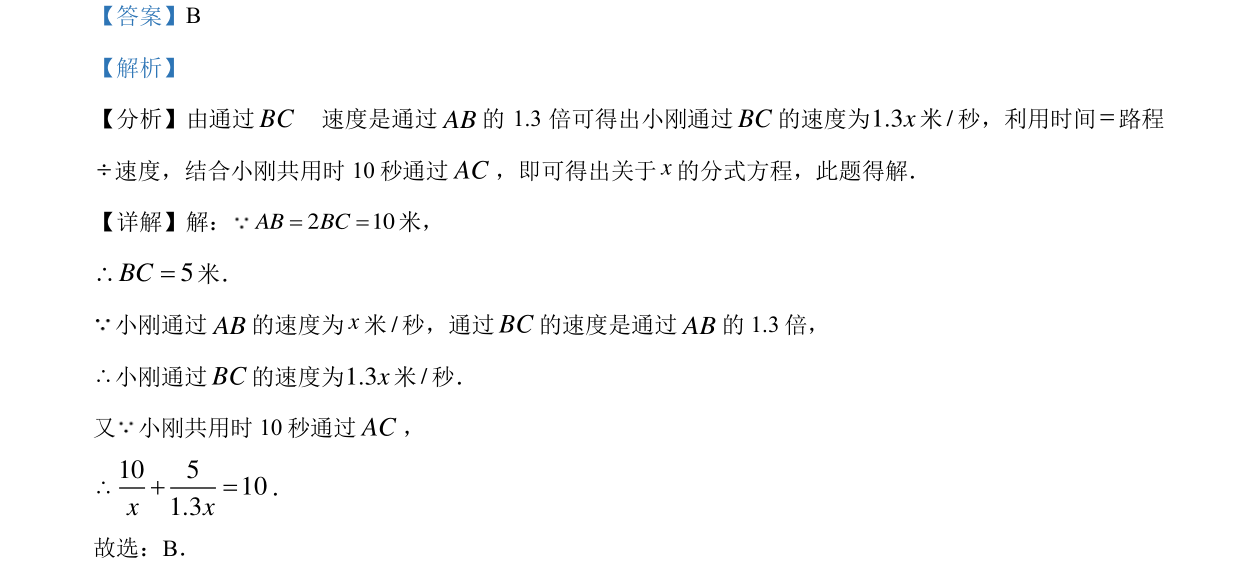 【答案】B
【解析】
【分析】由通过BC 速度是通过AB的 1.3 倍可得出小刚通过BC的速度为1.3x米/秒，利用时间=路程
÷速度，结合小刚共用时 10 秒通过AC，即可得出关于x的分式方程，此题得解．
【详解】解：∵AB=2BC=10米，
∴BC=5米．
∵小刚通过AB的速度为x米/秒，通过BC的速度是通过AB的 1.3 倍，
∴小刚通过BC的速度为1.3x米/秒．
又∵小刚共用时 10 秒通过AC，
∴10/x+5/1.3x=10．
故选：B．